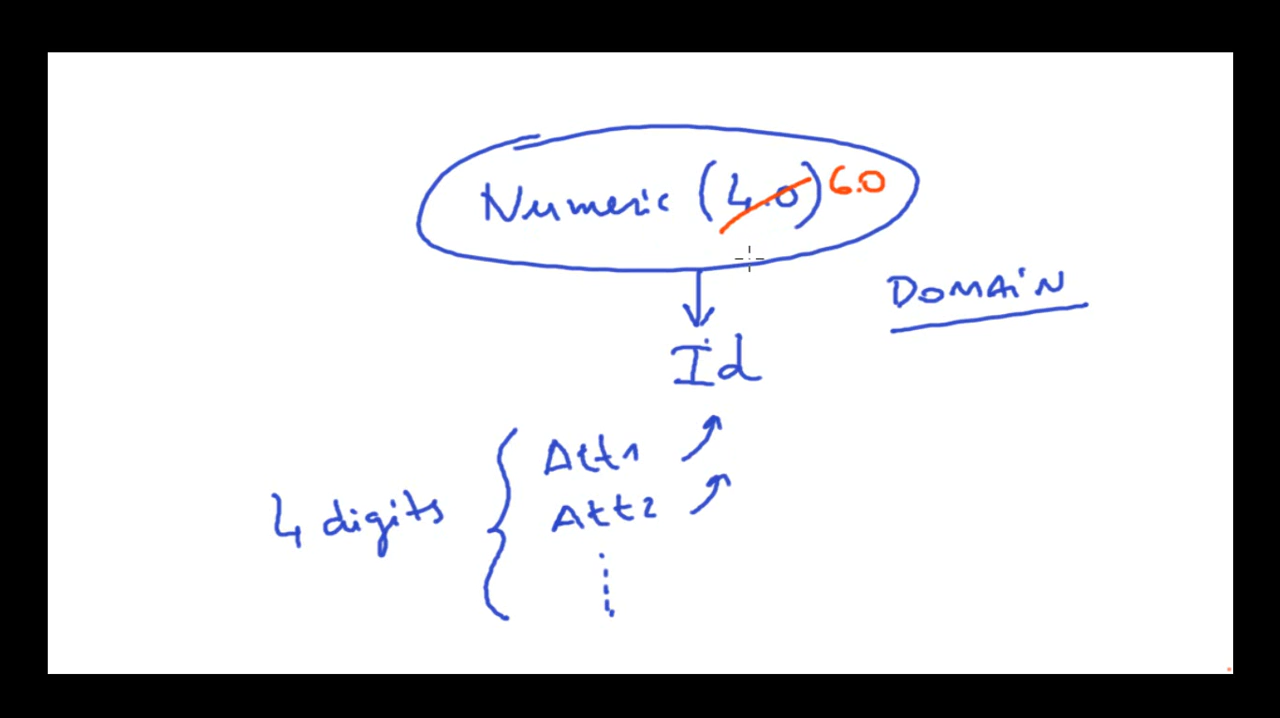 Numeric (4.0) 6.0
DOMAiN
Id
Att1
4 digits
Att2